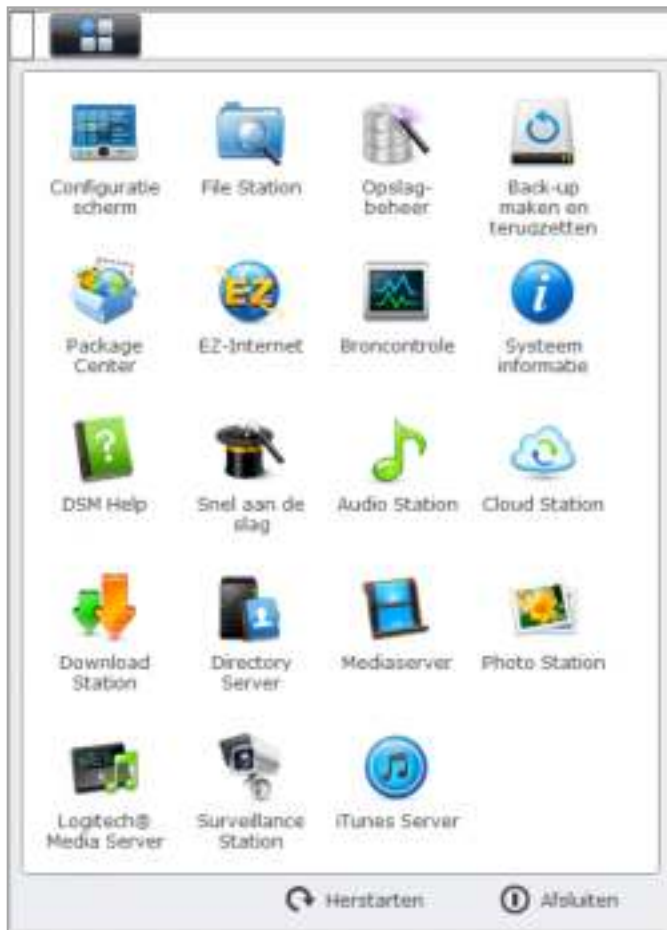 Configuratie
scherm
File Station
Opslag-
beheer
Back-up
maken en
terugzetten
Package
Center
EZ
EZ-Internet
Broncontrole
Systeem
informatie
DSM Help
Snel aan de
slag
Audio Station
Cloud Station
Download
Station
Directory
Server
Mediaserver
Photo Station
Logitech®
Media Server
Surveillance
Station
iTunes Server
Herstarten
Afsluiten